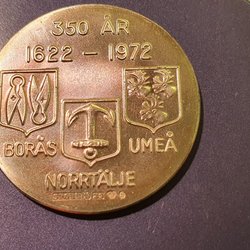 350 ÅR
1622 - 1972
BORÅS UMEÅ
NORRTÄLJE